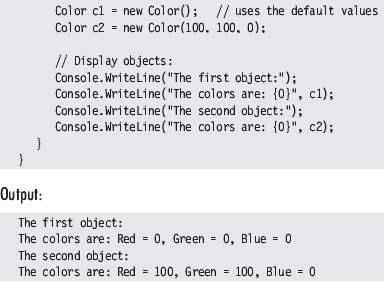 Color c1 = new Color();   // uses the default values
Color c2 = new Color(100, 100, 0);
// Display objects:
Console.WriteLine("The first object:");
Console.WriteLine("The colors are: {0}", c1);
Console.WriteLine("The second object:");
Console.WriteLine("The colors are: {0}", c2);
}
}
Output:
The first object:
The colors are: Red = 0, Green = 0, Blue = 0
The second object:
The colors are: Red = 100, Green = 100, Blue = 0